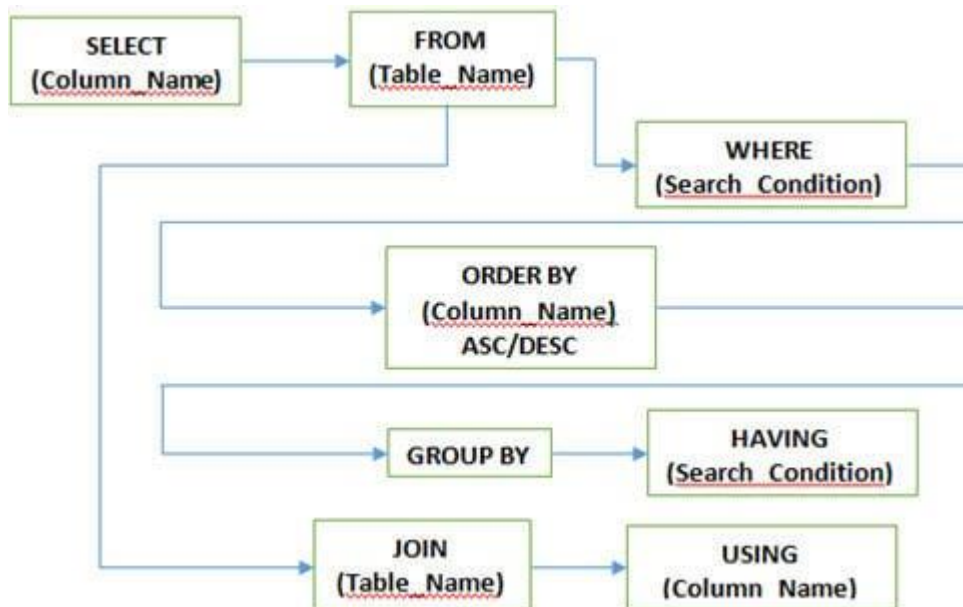 SELECT
(Column_Name)
FROM
(Table_Name)
WHERE
(Search_Condition)
ORDER BY
(Column_Name)
ASC/DESC
GROUP BY
HAVING
(Search_Condition)
JOIN
(Table_Name)
USING
(Column_Name)